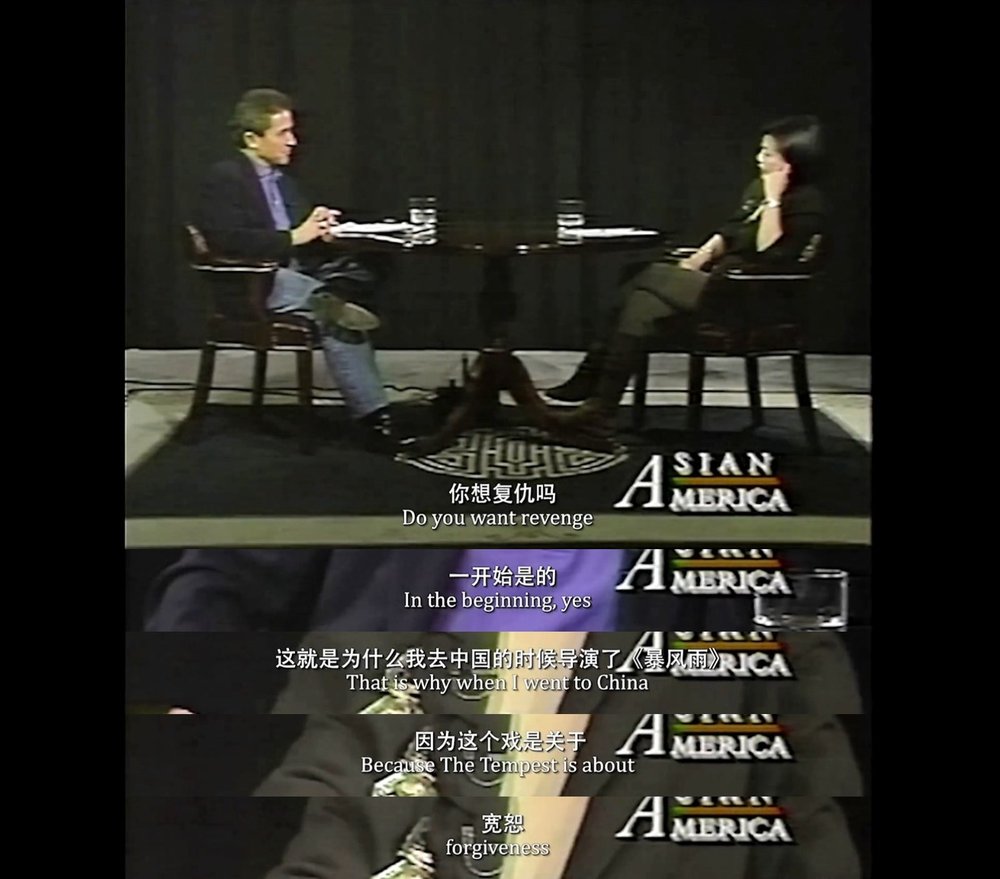 ASIAN
AMERICA
你想复仇吗
Do you want revenge
AMERICA
一开始是的
In the beginning, yes
AMERICA
这就是为什么我去中国的时候导演了《暴风雨》
That is why when I went to China
AMERICA
因为这个戏是关于
Because The Tempest is about
AMERICA
宽恕
forgiveness